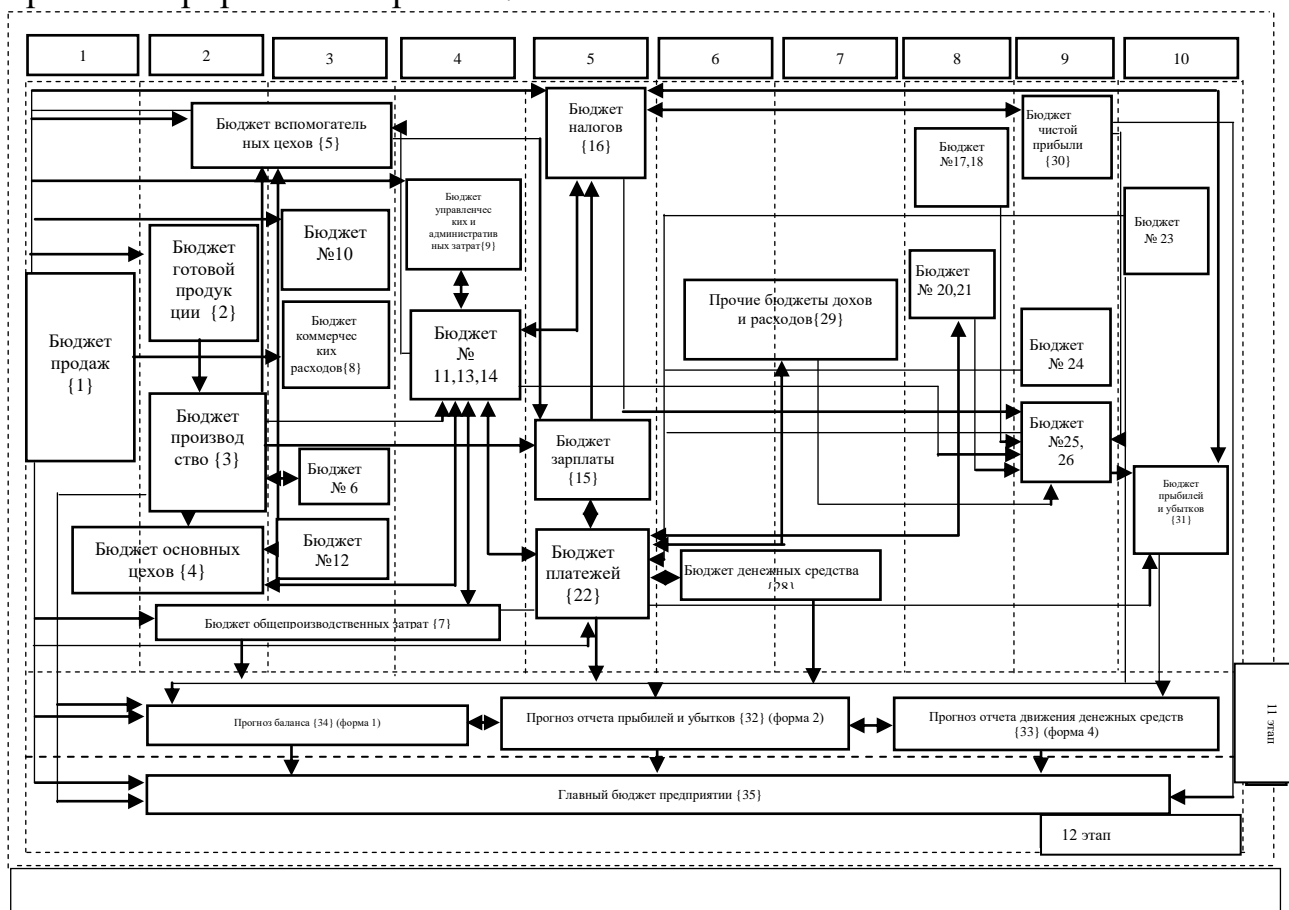 1
2
3
4
5
6
7
8
9
10
Бюджет вспомогатель
ных цехов {5}
Бюджет
налогов
{16}
Бюджет
чистой
прибыли
{30}
Бюджет
№17,18
Бюджет
управленчес
ких и
административ
ных затрат{9}
Бюджет
№ 23
Бюджет
№10
Бюджет
готовой
продук
ции {2}
Бюджет
№ 20,21
Бюджет
продаж
{1}
Бюджет
коммерчес
ких
расходов{8}
Бюджет
№
11,13,14
Прочие бюджеты дохов
и расходов{29}
Бюджет
№ 24
Бюджет
производ
ство {3}
Бюджет
№ 6
Бюджет
зарплаты
{15}
Бюджет
№25,
26
Бюджет
прыбилей
и убытков
{31}
Бюджет основных
цехов {4}
Бюджет
№12
Бюджет
платежей
{22}
Бюджет денежных средства
{28}
Бюджет общепроизводственных затрат {7}
11 этап
Прогноз баланса {34} (форма 1)
Прогноз отчета прыбилей и убытков {32} (форма 2)
Прогноз отчета движения денежных средств
{33} (форма 4)
Главный бюджет предприятии {35}
12 этап